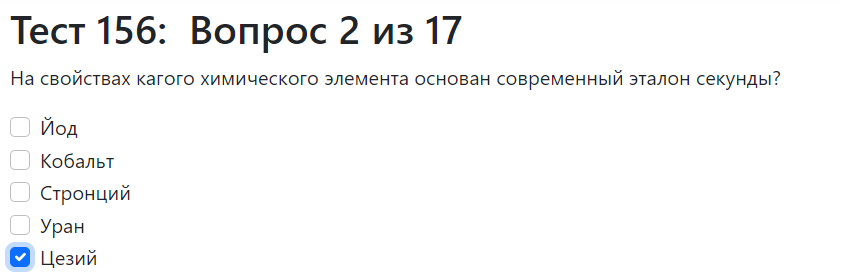 Тест 156: Вопрос 2 из 17
На свойствах кагого химического элемента основан современный эталон секунды?
Йод
Кобальт
Стронций
Уран
Цезий